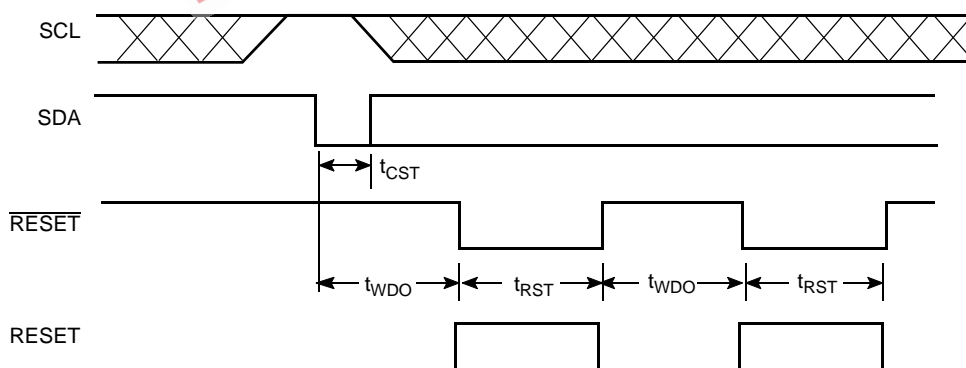 SCL
SDA
tCST
RESET
tWDO tRST tWDO tRST
RESET